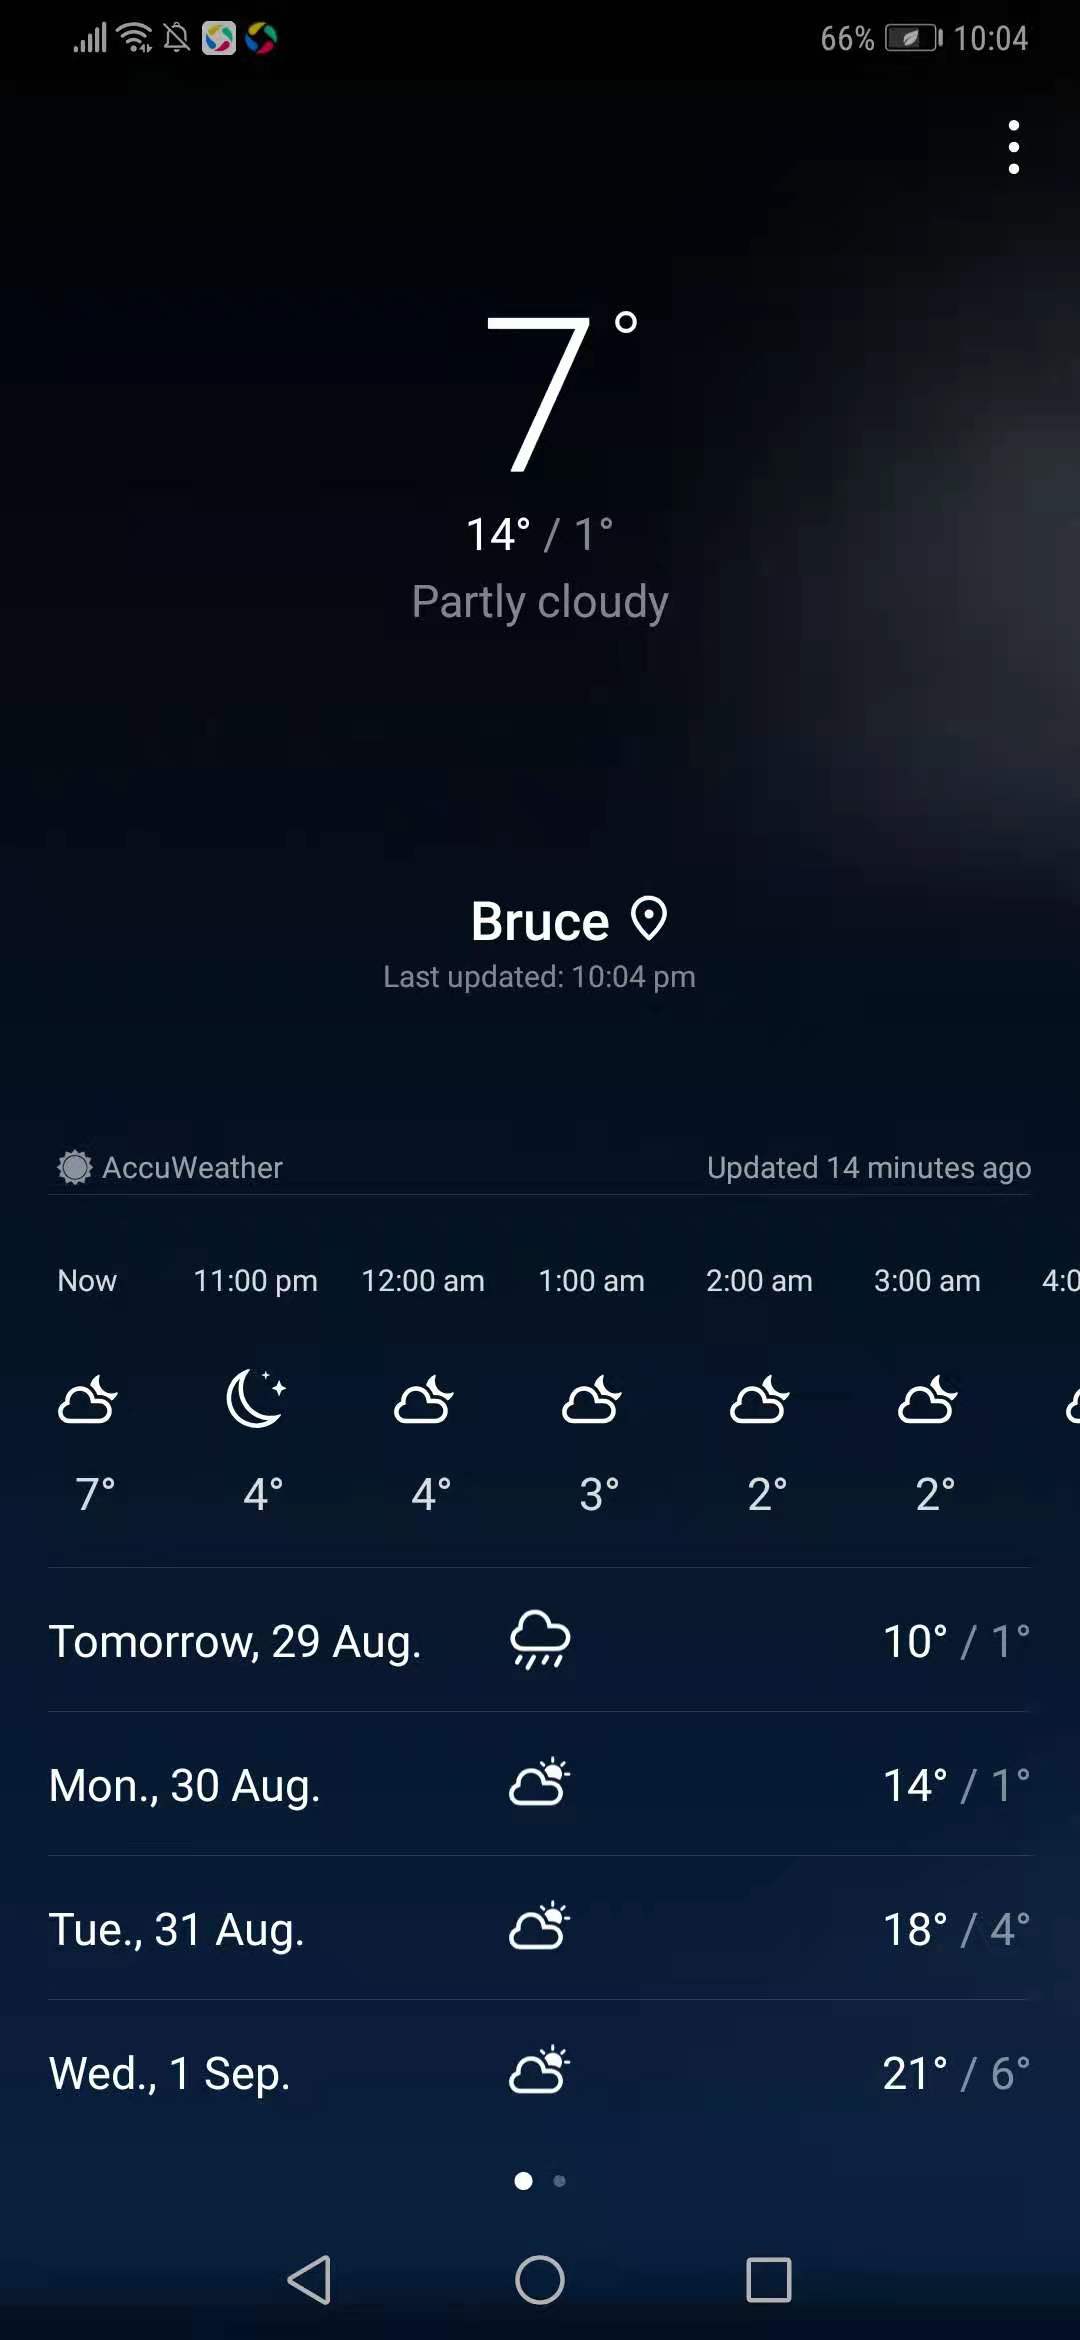 66% 10:04
7°
14° / 1°
Partly cloudy
Bruce
Last updated: 10:04 pm
AccuWeather Updated 14 minutes ago
Now 11:00 pm 12:00 am 1:00 am 2:00 am 3:00 am 4:0
7° 4° 4° 3° 2° 2°
Tomorrow, 29 Aug. 10° / 1°
Mon., 30 Aug. 14° / 1°
Tue., 31 Aug. 18° / 4°
Wed., 1 Sep. 21° / 6°